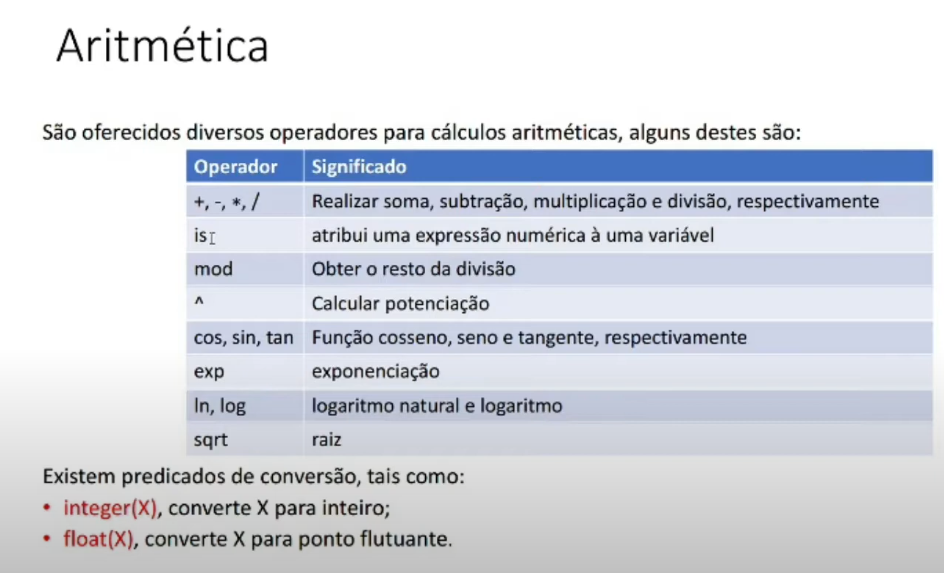 Aritmética
São oferecidos diversos operadores para cálculos aritméticas, alguns destes são:
Operador Significado
+, -, *, / Realizar soma, subtração, multiplicação e divisão, respectivamente
is atribui uma expressão numérica à uma variável
mod Obter o resto da divisão
^ Calcular potenciação
cos, sin, tan Função cosseno, seno e tangente, respectivamente
exp exponenciação
ln, log logaritmo natural e logaritmo
sqrt raiz
Existem predicados de conversão, tais como:
• integer(X), converte X para inteiro;
• float(X), converte X para ponto flutuante.